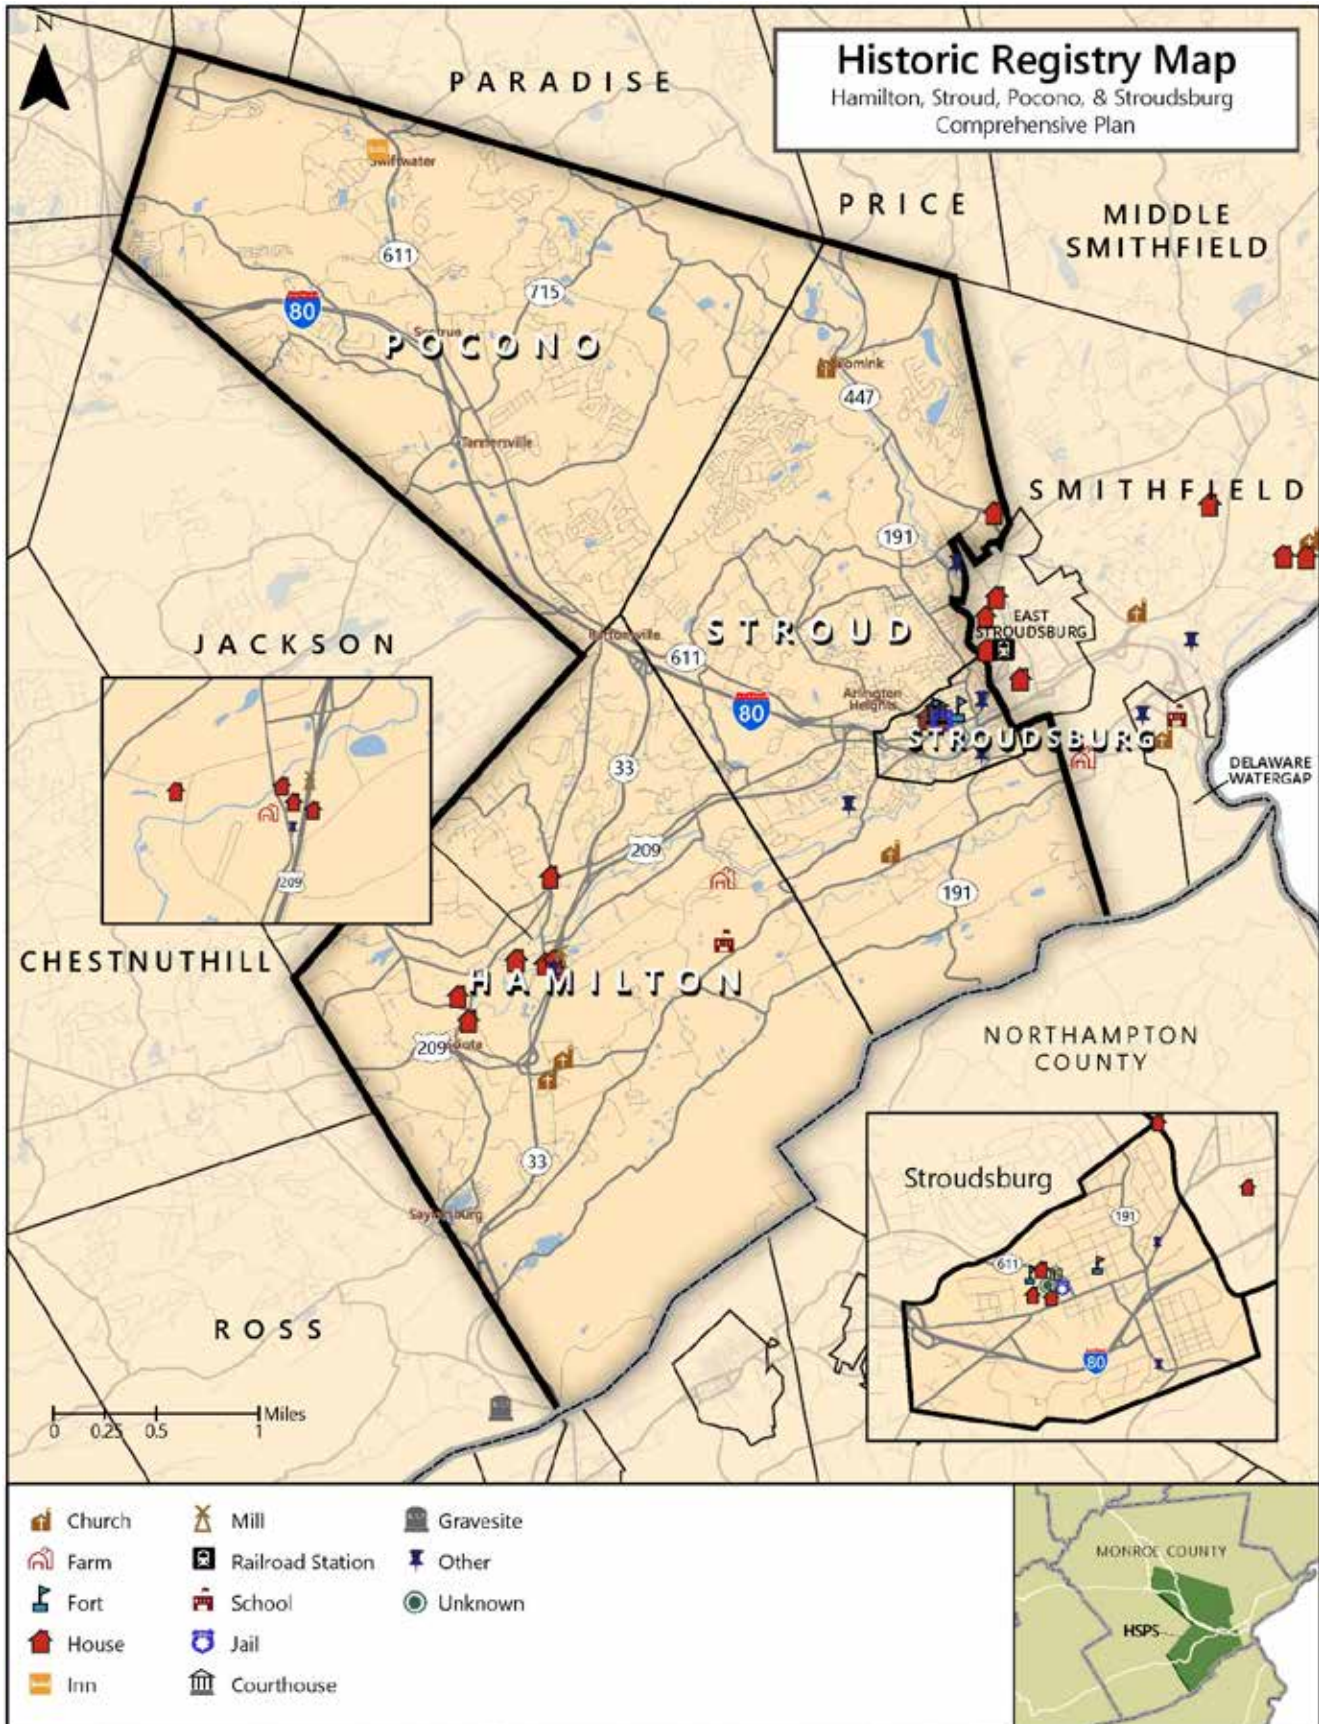 N
Historic Registry Map
Hamilton, Stroud, Pocono, & Stroudsburg
Comprehensive Plan
PARADISE
PRICE
MIDDLE
SMITHFIELD
Swiftwater
611
715
80
POCONO
447
Tannersville
SMITHFIELD
191
EAST
STROUDSBURG
JACKSON
STROUD
611
Arlington
Heights
80
STROUDSBURG
DELAWARE
WATERGAP
33
209
209
191
CHESTNUTHILL
HAMILTON
209
NORTHAMPTON
COUNTY
33
Saylorsburg
Stroudsburg
191
611
80
ROSS
0 0.25 0.5 1 Miles
Church
Farm
Fort
House
Inn
Mill
Railroad Station
School
Jail
Courthouse
Gravesite
Other
Unknown
MONROE COUNTY
HSPS